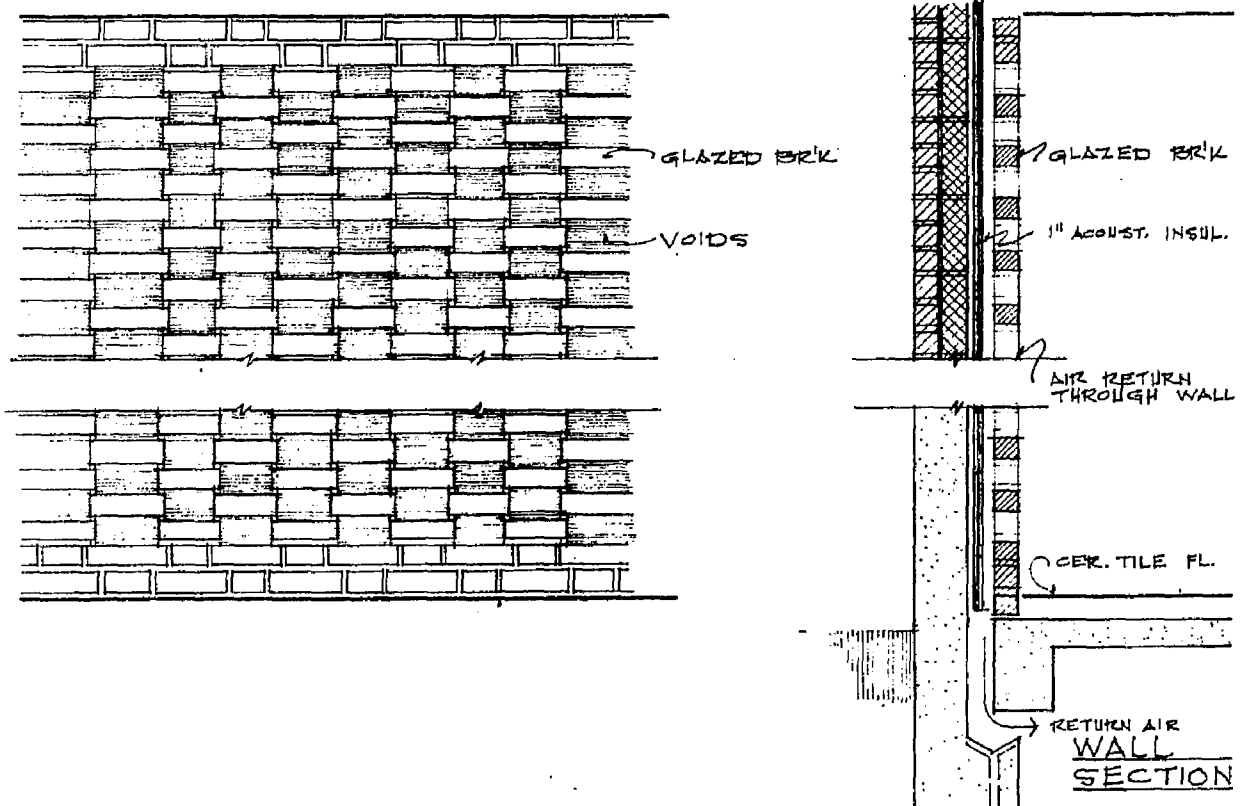 GLAZED BR'K
VOIDS
GLAZED BR'K
1" ACOUST. INSUL.
AIR RETURN
THROUGH WALL
CER. TILE FL.
RETURN AIR
WALL
SECTION